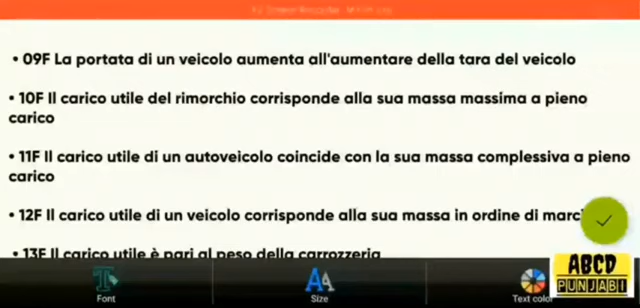 • 09F La portata di un veicolo aumenta all'aumentare della tara del veicolo
• 10F Il carico utile del rimorchio corrisponde alla sua massa massima a pieno
carico
• 11F Il carico utile di un autoveicolo coincide con la sua massa complessiva a pieno
carico
• 12F Il carico utile di un veicolo corrisponde alla sua massa in ordine di marci
• 13F Il carico utile è pari al peso della carrozzeria
Font
Size
Text color
ABCD
PUNJABI